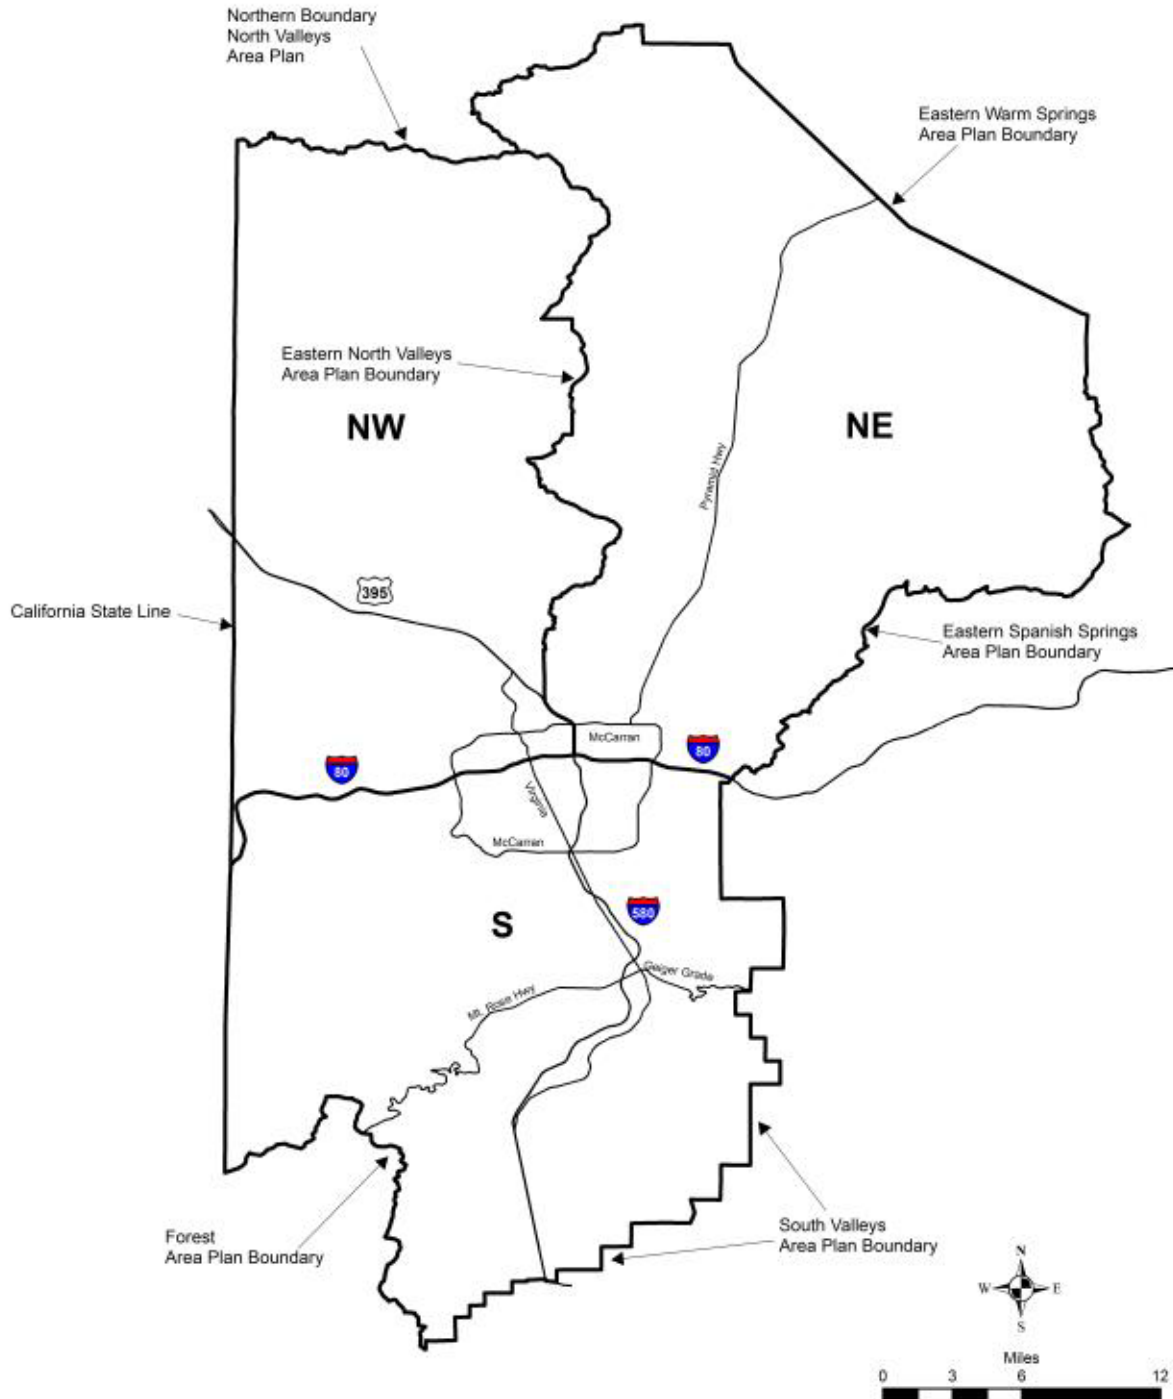 Northern Boundary
North Valleys
Area Plan
Eastern Warm Springs
Area Plan Boundary
Eastern North Valleys
Area Plan Boundary
NW
NE
Pyramid Hwy
395
California State Line
Eastern Spanish Springs
Area Plan Boundary
McCarran
80
80
Virginia
McCarran
580
S
Geiger Grade
Mt. Rose Hwy
South Valleys
Area Plan Boundary
Forest
Area Plan Boundary
N
W
E
S
Miles
0 3 6 12